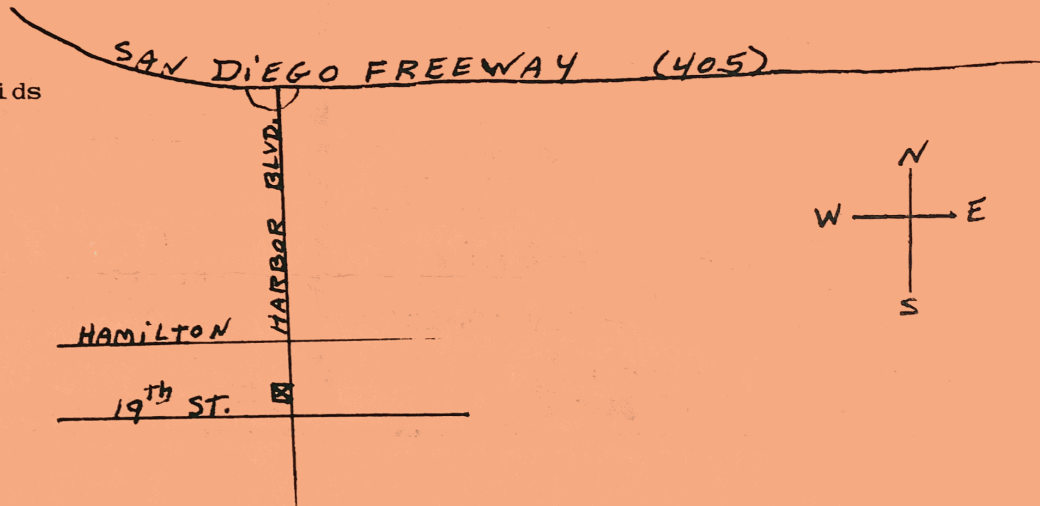 SAN DiEGO FREEWAY (405)
ids
HARBOR BLVD.
N
W E
S
HAMiLTON
19Th ST.